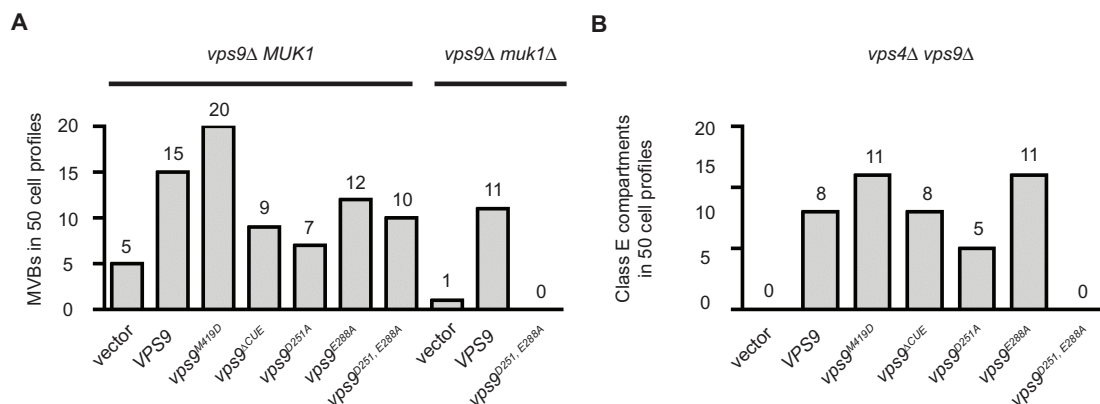 A
vps9Δ MUK1
vps9Δ muk1Δ
MVBs in 50 cell profiles
20
15
10
5
0
5
15
20
9
7
12
10
1
11
0
vector
VPS9
vps9M419D
vps9ΔCUE
vps9D251A
vps9E288A
vps9D251, E288A
vector
VPS9
vps9D251, E288A
B
vps4Δ vps9Δ
Class E compartments
in 50 cell profiles
20
15
10
5
0
0
8
11
8
5
11
0
vector
VPS9
vps9M419D
vps9ΔCUE
vps9D251A
vps9E288A
vps9D251, E288A